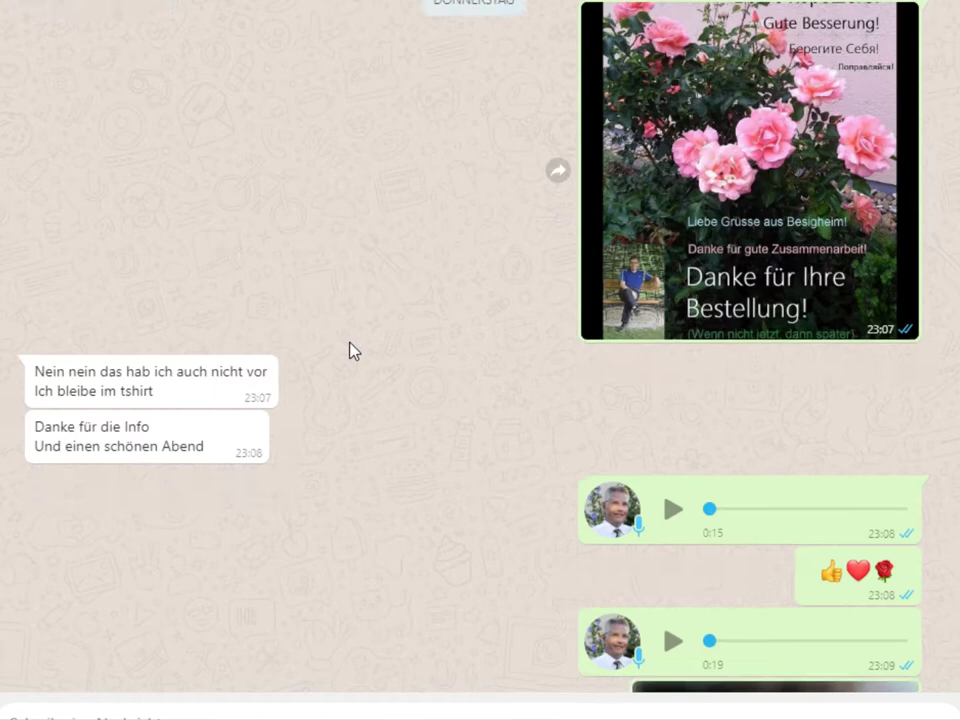 DONNERSTAG
Gute Besserung!
Берегите Себя!
Поправляйся!
Liebe Grüsse aus Besigheim!
Danke für gute Zusammenarbeit!
Danke für Ihre
Bestellung!
(Wenn nicht jetzt, dann später)
23:07
Nein nein das hab ich auch nicht vor
Ich bleibe im tshirt
23:07
Danke für die Info
Und einen schönen Abend
23:08
0:15
23:08
👍❤️🌹
23:08
0:19
23:09